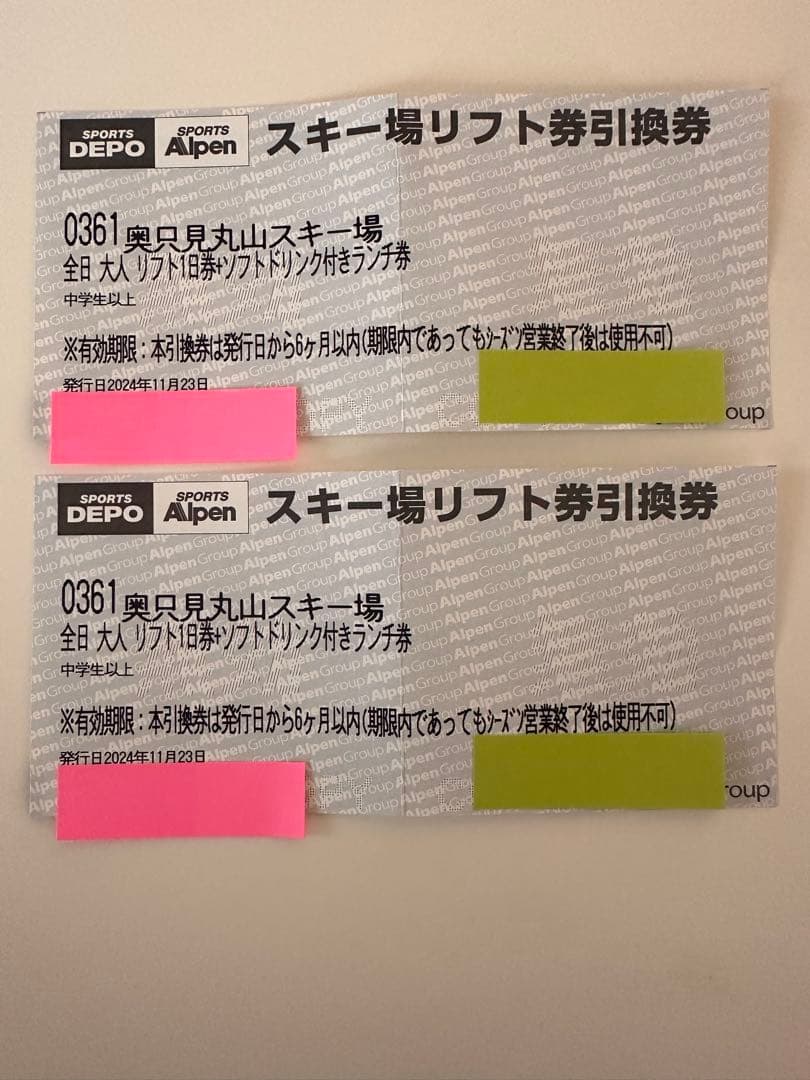 SPORTS DEPO SPORTS Alpen スキー場リフト券引換券
0361 奥只見丸山スキー場
全日 大人 リフト1日券+ソフトドリンク付きランチ券
中学生以上
※有効期限：本引換券は発行日から6ヶ月以内(期限内であってもｼｰｽﾞﾝ営業終了後は使用不可)
発行日2024年11月23日
oup
SPORTS DEPO SPORTS Alpen スキー場リフト券引換券
0361 奥只見丸山スキー場
全日 大人 リフト1日券+ソフトドリンク付きランチ券
中学生以上
※有効期限：本引換券は発行日から6ヶ月以内(期限内であってもｼｰｽﾞﾝ営業終了後は使用不可)
発行日2024年11月23日
roup